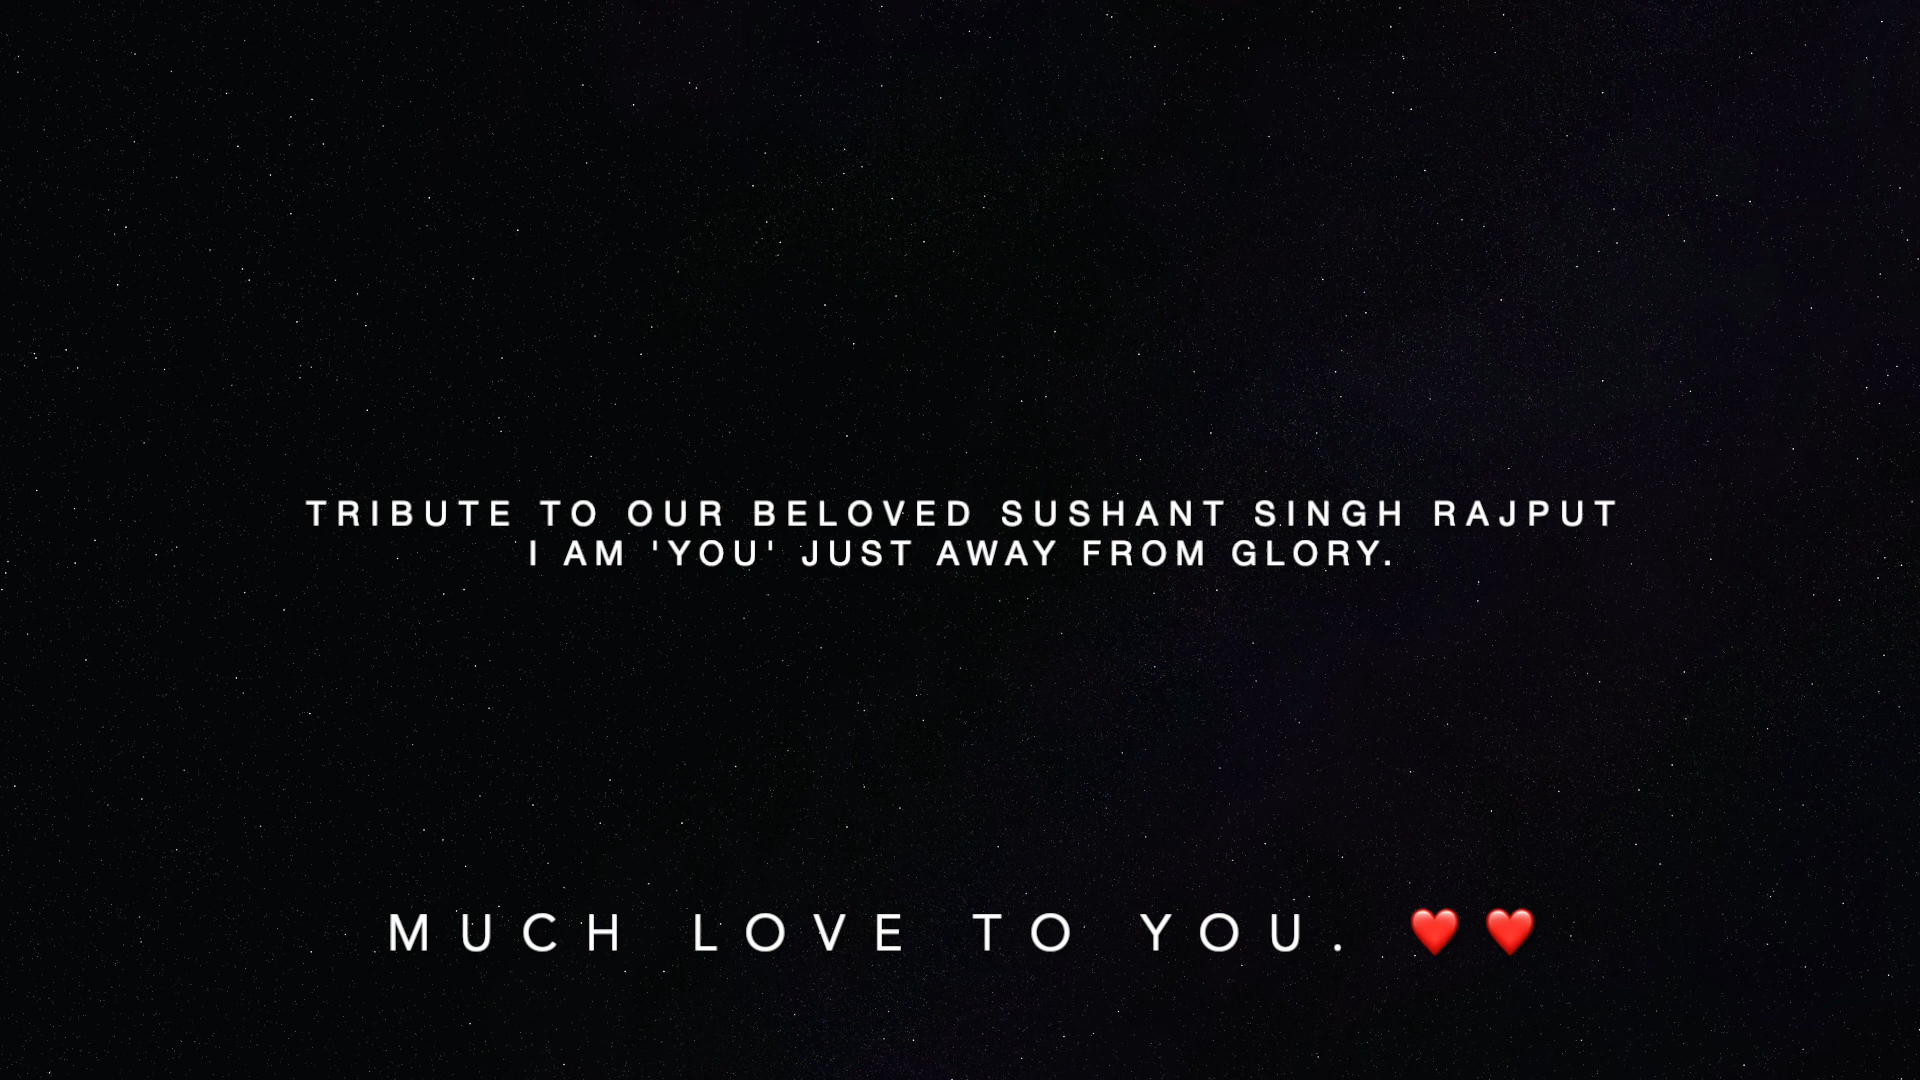 TRIBUTE TO OUR BELOVED SUSHANT SINGH RAJPUT
I AM 'YOU' JUST AWAY FROM GLORY.
MUCH LOVE TO YOU. ❤️❤️